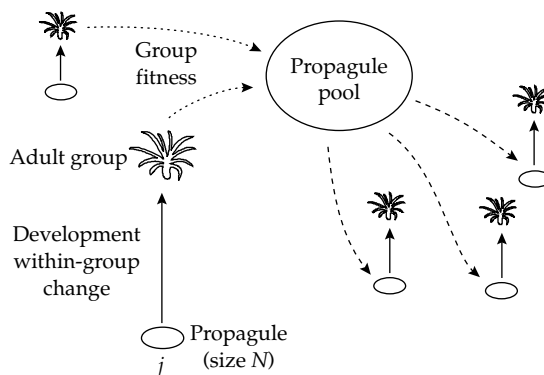 Group
fitness
Propagule
pool
Adult group
Development
within-group
change
Propagule
(size N)
j